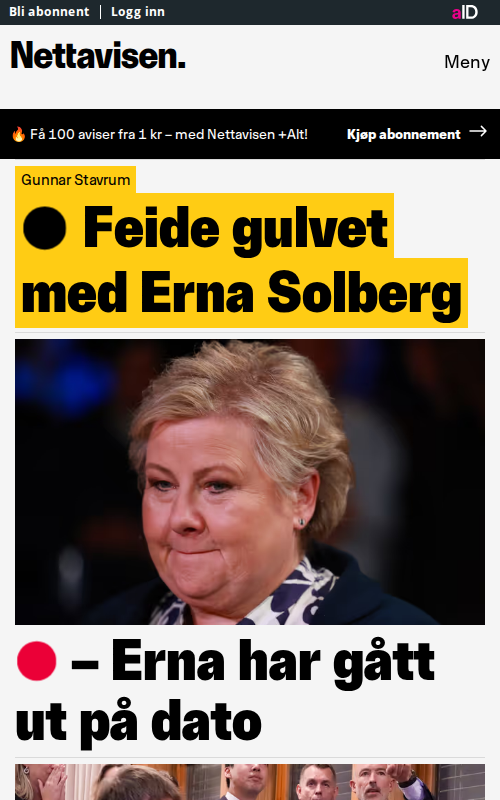 Bli abonnent | Logg inn
aID
Nettavisen.
Meny
🔥 Få 100 aviser fra 1 kr – med Nettavisen +Alt!
Kjøp abonnement →
Gunnar Stavrum
Feide gulvet
med Erna Solberg
– Erna har gått
ut på dato